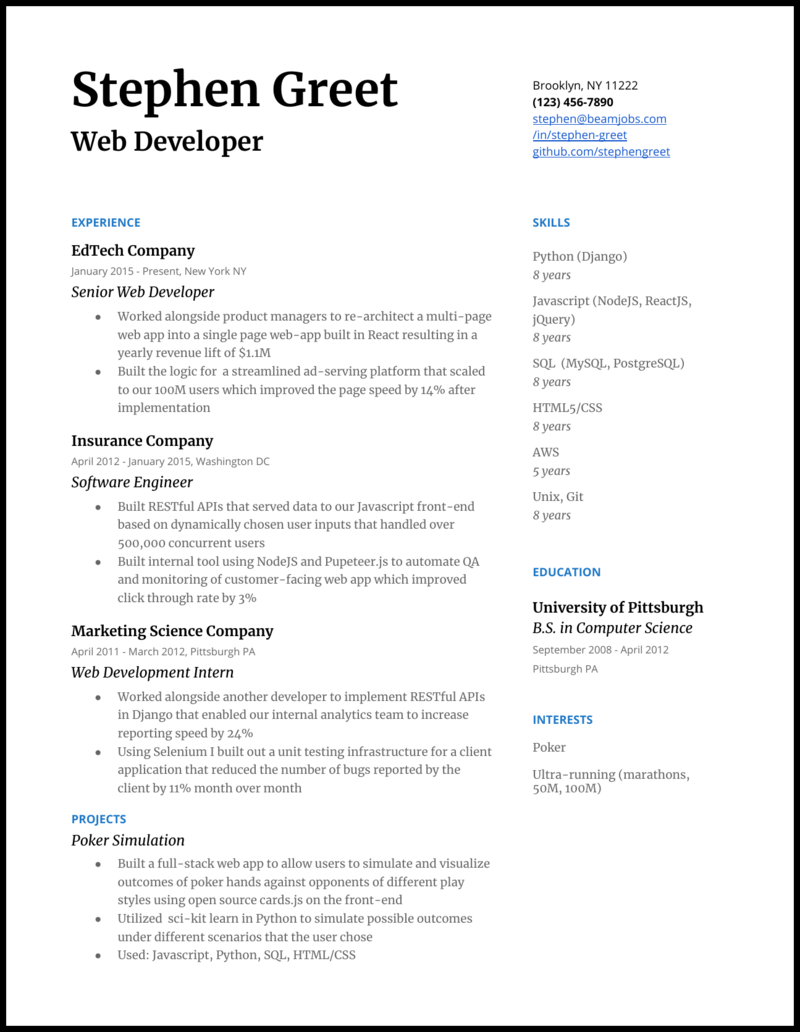 Stephen Greet
Web Developer
Brooklyn, NY 11222
(123) 456-7890
stephen@beamjobs.com
/in/stephen-greet
github.com/stephengreet
EXPERIENCE
EdTech Company
January 2015 - Present, New York NY
Senior Web Developer
● Worked alongside product managers to re-architect a multi-page
web app into a single page web-app built in React resulting in a
yearly revenue lift of $1.1M
● Built the logic for  a streamlined ad-serving platform that scaled
to our 100M users which improved the page speed by 14% after
implementation
Insurance Company
April 2012 - January 2015, Washington DC
Software Engineer
● Built RESTful APIs that served data to our Javascript front-end
based on dynamically chosen user inputs that handled over
500,000 concurrent users
● Built internal tool using NodeJS and Pupeteer.js to automate QA
and monitoring of customer-facing web app which improved
click through rate by 3%
Marketing Science Company
April 2011 - March 2012, Pittsburgh PA
Web Development Intern
● Worked alongside another developer to implement RESTful APIs
in Django that enabled our internal analytics team to increase
reporting speed by 24%
● Using Selenium I built out a unit testing infrastructure for a client
application that reduced the number of bugs reported by the
client by 11% month over month
PROJECTS
Poker Simulation
● Built a full-stack web app to allow users to simulate and visualize
outcomes of poker hands against opponents of different play
styles using open source cards.js on the front-end
● Utilized  sci-kit learn in Python to simulate possible outcomes
under different scenarios that the user chose
● Used: Javascript, Python, SQL, HTML/CSS
SKILLS
Python (Django)
8 years
Javascript (NodeJS, ReactJS,
jQuery)
8 years
SQL  (MySQL, PostgreSQL)
8 years
HTML5/CSS
8 years
AWS
5 years
Unix, Git
8 years
EDUCATION
University of Pittsburgh
B.S. in Computer Science
September 2008 - April 2012
Pittsburgh PA
INTERESTS
Poker
Ultra-running (marathons,
50M, 100M)